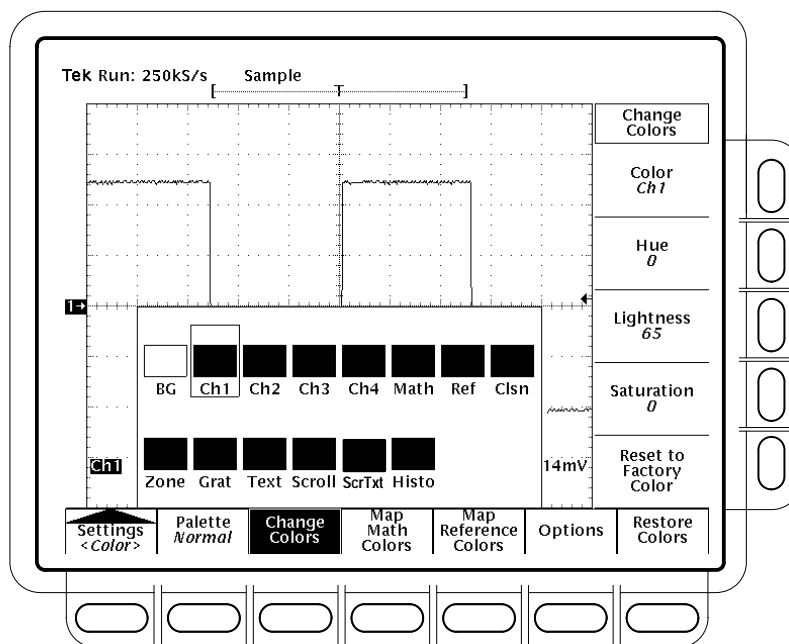 Tek Run: 250kS/s Sample
[ T ]
Change
Colors
Color
Ch1
Hue
0
Lightness
65
Saturation
0
Reset to
Factory
Color
1→
BG Ch1 Ch2 Ch3 Ch4 Math Ref Clsn
Zone Grat Text Scroll ScrTxt Histo
Ch1
14mV
Settings
<Color>
Palette
Normal
Change
Colors
Map
Math
Colors
Map
Reference
Colors
Options
Restore
Colors